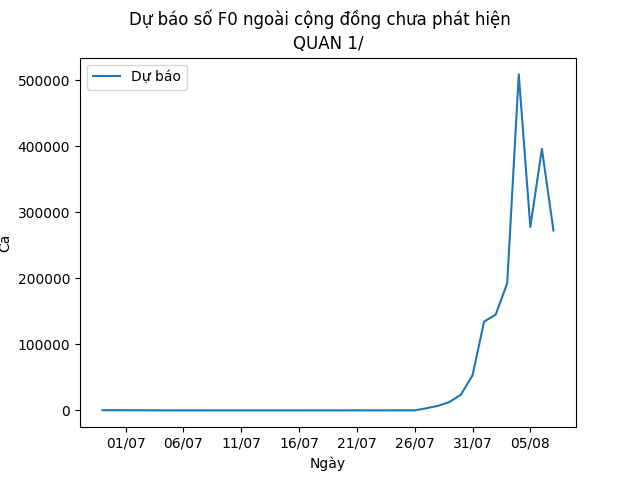 Dự báo số F0 ngoài cộng đồng chưa phát hiện
QUAN 1/
Dự báo
500000
400000
300000
200000
100000
0
Ca
01/07 06/07 11/07 16/07 21/07 26/07 31/07 05/08
Ngày